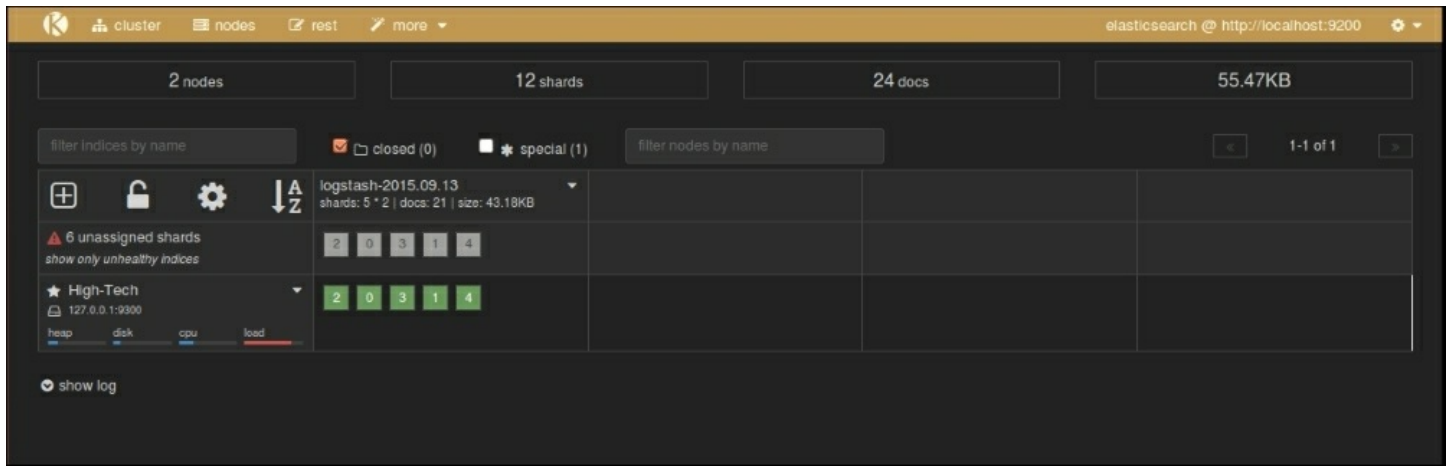 cluster nodes rest more elasticsearch @ http://localhost:9200
2 nodes 12 shards 24 docs 55.47KB
filter indices by name closed (0) special (1) filter nodes by name « 1-1 of 1 »
A Z
logstash-2015.09.13
shards: 5 * 2 | docs: 21 | size: 43.18KB
6 unassigned shards
show only unhealthy indices
2 0 3 1 4
High-Tech
127.0.0.1:9300
heap disk cpu load
2 0 3 1 4
show log